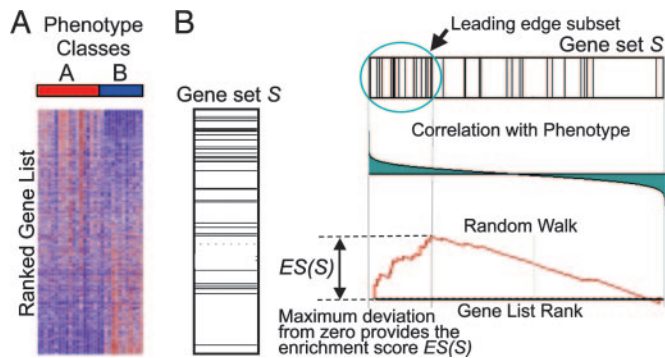 A
Phenotype
Classes
A B
Ranked Gene List
B
Gene set S
Leading edge subset
Gene set S
Correlation with Phenotype
Random Walk
ES(S)
Gene List Rank
Maximum deviation
from zero provides the
enrichment score ES(S)